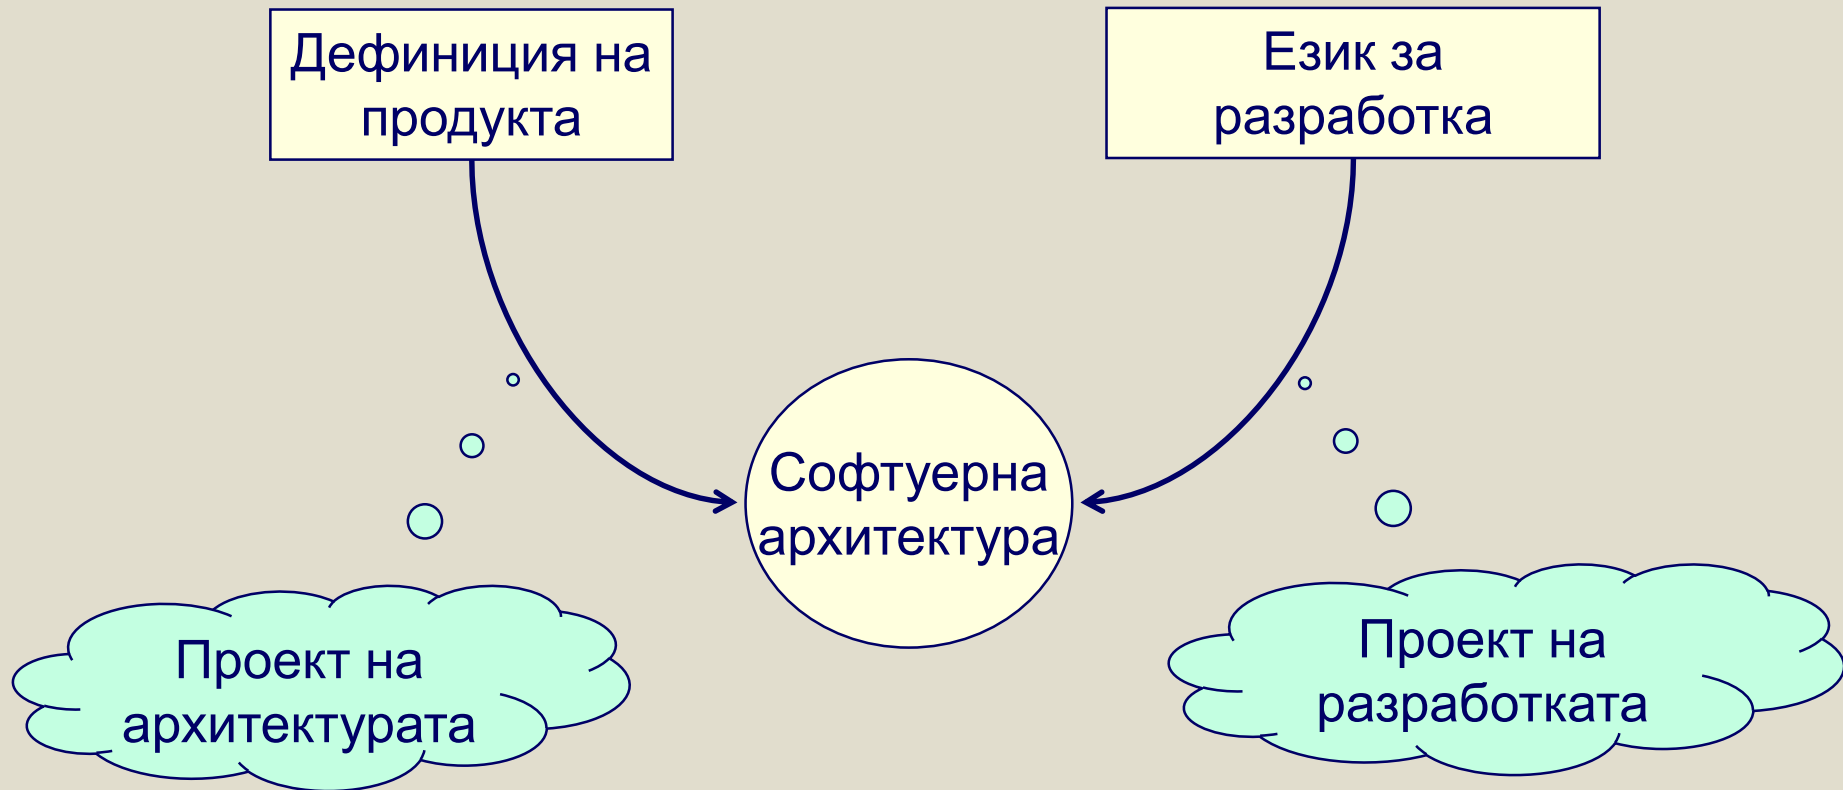 Дефиниция на
продукта
Език за
разработка
Софтуерна
архитектура
Проект на
архитектурата
Проект на
разработката